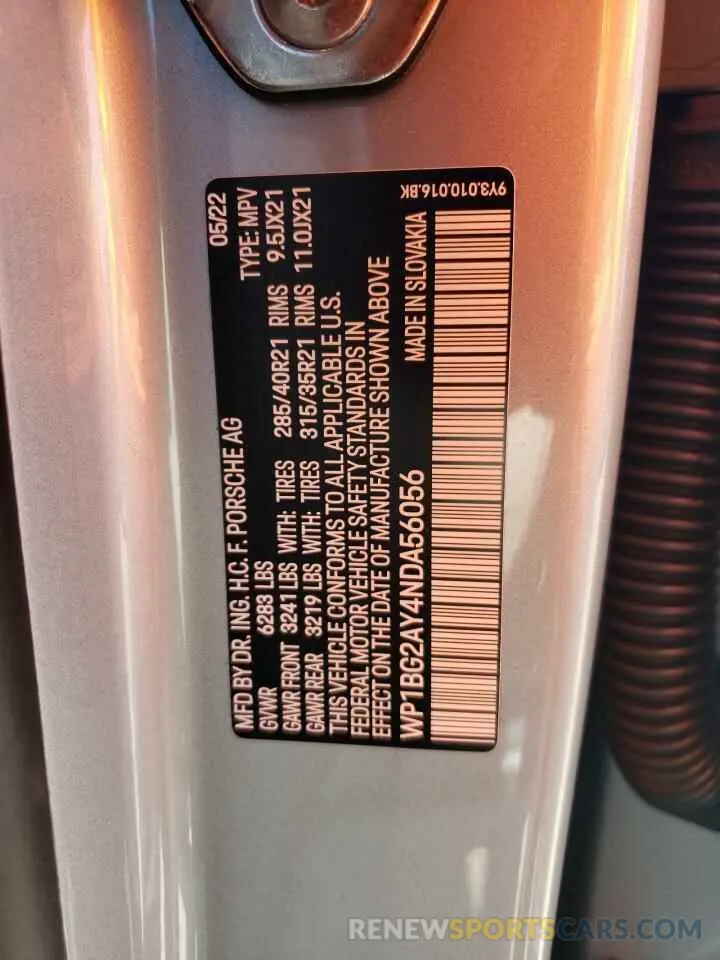 MFD BY DR. ING. H.C. F. PORSCHE AG 05/22
GVWR 6283 LBS TYPE: MPV
GAWR FRONT 3241 LBS WITH: TIRES 285/40R21 RIMS 9.5JX21
GAWR REAR 3219 LBS WITH: TIRES 315/35R21 RIMS 11.0JX21
THIS VEHICLE CONFORMS TO ALL APPLICABLE U.S.
FEDERAL MOTOR VEHICLE SAFETY STANDARDS IN
EFFECT ON THE DATE OF MANUFACTURE SHOWN ABOVE
WP1BG2AY4NDA56056 MADE IN SLOVAKIA
9Y3.010.016.BK
RENEWSPORTSCARS.COM